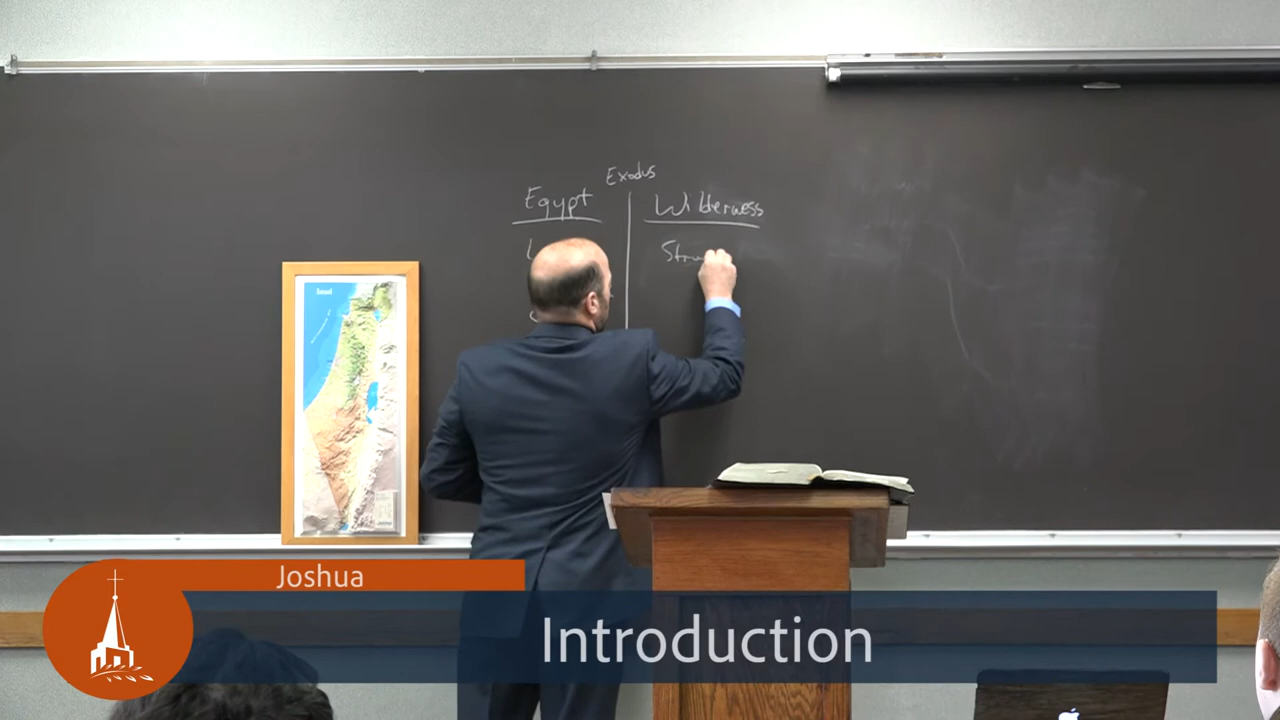 Exodus
Egypt
Wilderness
Israel
Joshua
Introduction